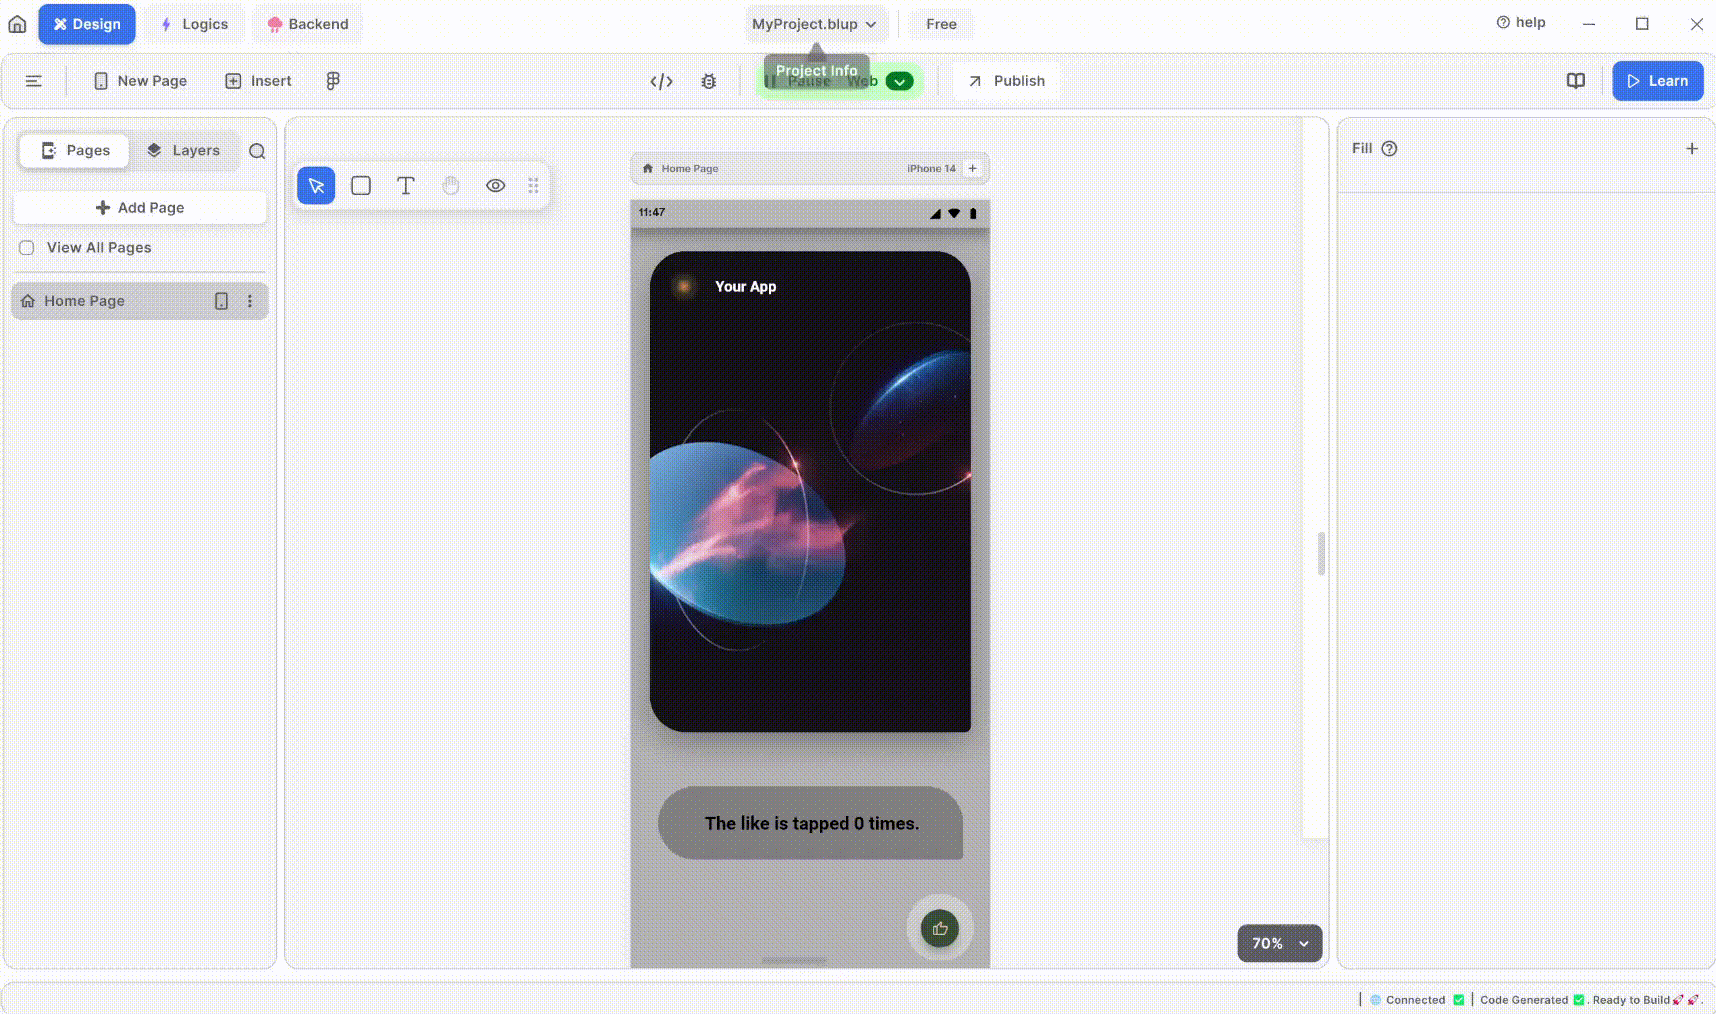 Design
Logics
Backend
MyProject.blup
Free
help
New Page
Insert
Project Info
Pause
Web
Publish
Learn
Pages
Layers
Add Page
View All Pages
Home Page
Home Page
iPhone 14
11:47
Your App
The like is tapped 0 times.
Fill
70%
| Connected ✅ | Code Generated ✅. Ready to Build🚀🚀.